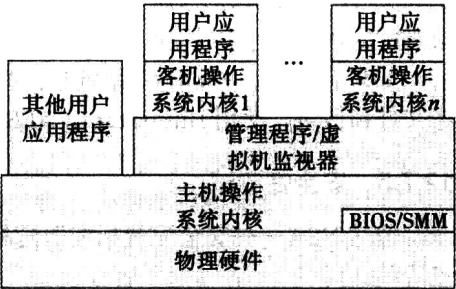 用户应
用程序
客机操作
系统内核1
...
用户应
用程序
客机操作
系统内核n
其他用户
应用程序
管理程序/虚
拟机监视器
主机操作
系统内核
BIOS/SMM
物理硬件